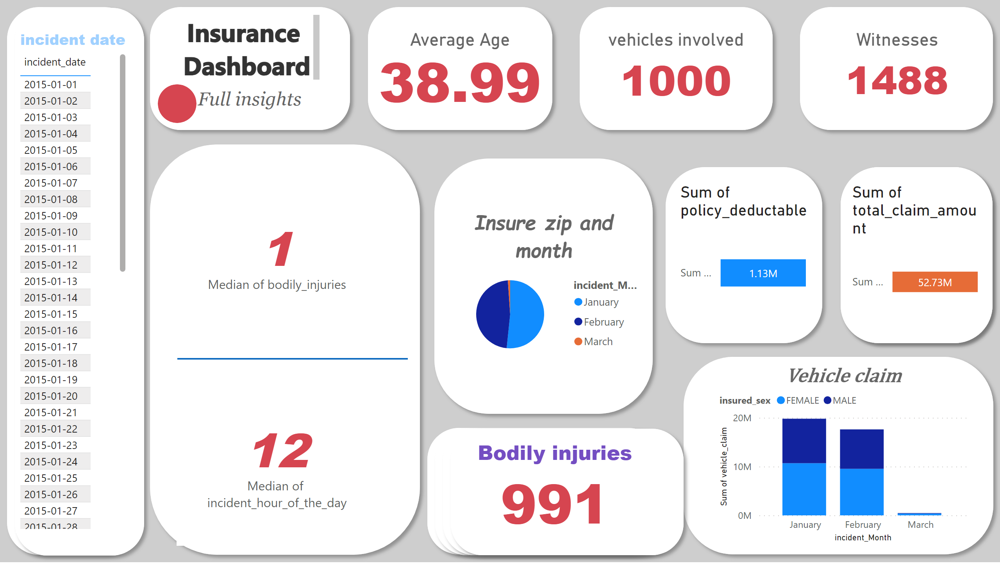 incident date
incident_date
2015-01-01
2015-01-02
2015-01-03
2015-01-04
2015-01-05
2015-01-06
2015-01-07
2015-01-08
2015-01-09
2015-01-10
2015-01-11
2015-01-12
2015-01-13
2015-01-14
2015-01-15
2015-01-16
2015-01-17
2015-01-18
2015-01-19
2015-01-20
2015-01-21
2015-01-22
2015-01-23
2015-01-24
2015-01-25
2015-01-26
2015-01-27
2015-01-28
Insurance
Dashboard
Full insights
Average Age
38.99
vehicles involved
1000
Witnesses
1488
1
Median of bodily_injuries
12
Median of
incident_hour_of_the_day
Insure zip and
month
incident_M...
January
February
March
Sum of
policy_deductable
Sum ...
1.13M
Sum of
total_claim_amou
nt
Sum ...
52.73M
Bodily injuries
991
Vehicle claim
insured_sex FEMALE MALE
Sum of vehicle_claim
20M
10M
0M
January February March
incident_Month